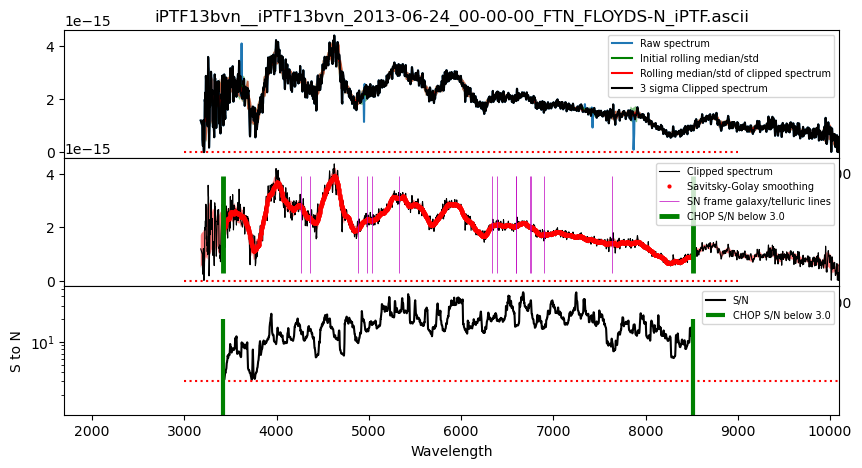 iPTF13bvn__iPTF13bvn_2013-06-24_00-00-00_FTN_FLOYDS-N_iPTF.ascii
1e−15
4
2
0
Raw spectrum
Initial rolling median/std
Rolling median/std of clipped spectrum
3 sigma Clipped spectrum
1e−15
4
2
0
Clipped spectrum
Savitsky-Golay smoothing
SN frame galaxy/telluric lines
CHOP S/N below 3.0
S to N
10¹
S/N
CHOP S/N below 3.0
2000 3000 4000 5000 6000 7000 8000 9000 10000
Wavelength